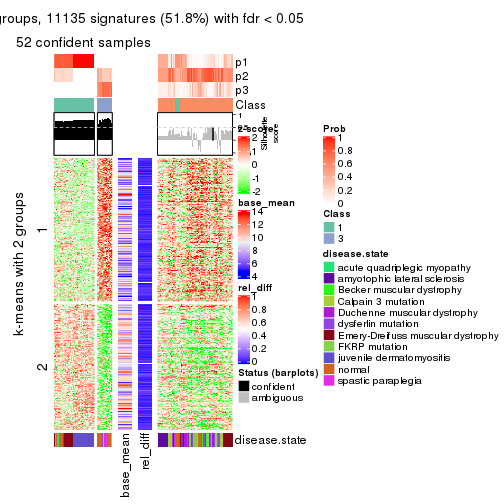 groups, 11135 signatures (51.8%) with fdr < 0.05
52 confident samples
p1
p2
p3
Class
1
Silhouette
score
k-means with 2 groups
1
2
base_mean
rel_diff
disease.state
z-score
2
1
0
-1
-2
base_mean
14
12
10
8
6
4
rel_diff
1
0.8
0.6
0.4
0.2
0
Status (barplots)
confident
ambiguous
Prob
1
0.8
0.6
0.4
0.2
0
Class
1
3
disease.state
acute quadriplegic myopathy
amyotrophic lateral sclerosis
Becker muscular dystrophy
Calpain 3 mutation
Duchenne muscular dystrophy
dysferlin mutation
Emery-Dreifuss muscular dystrophy
FKRP mutation
juvenile dermatomyositis
normal
spastic paraplegia